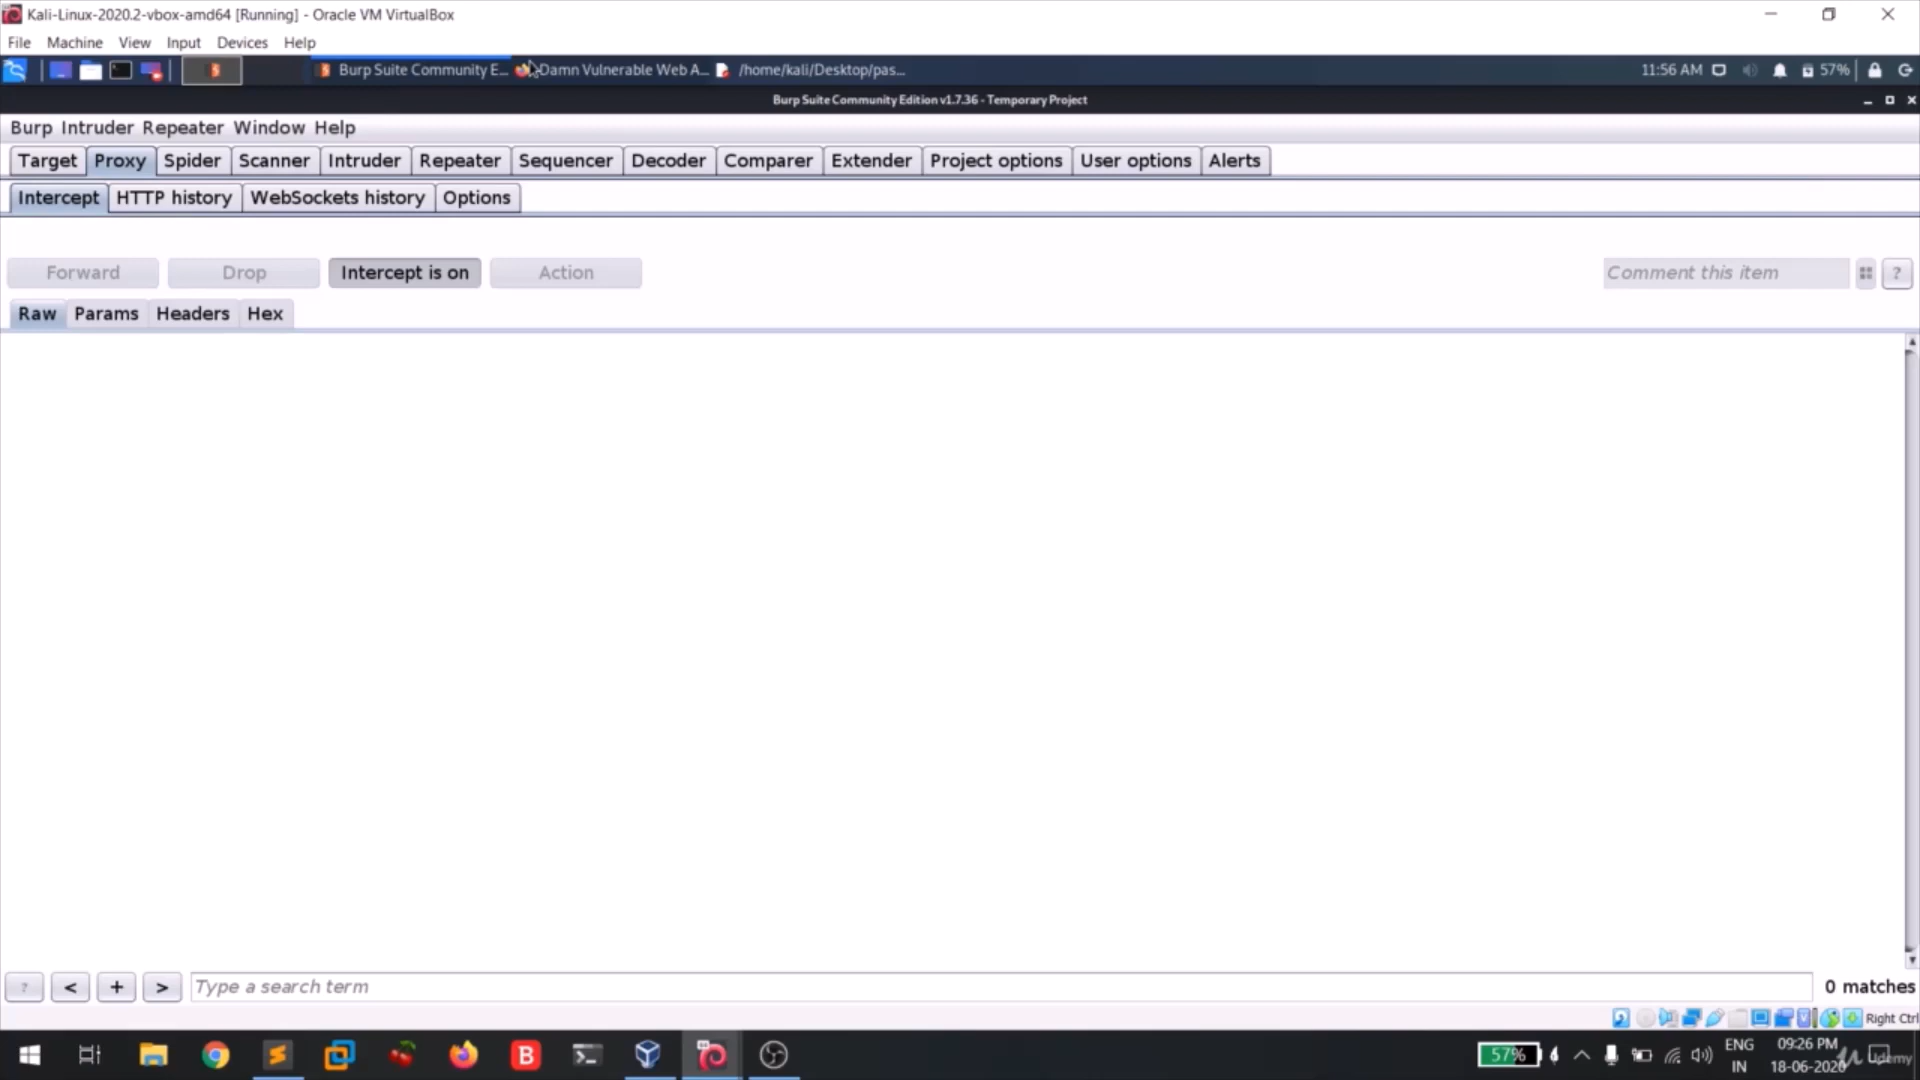 Kali-Linux-2020.2-vbox-amd64 [Running] - Oracle VM VirtualBox
File Machine View Input Devices Help
Burp Suite Community E... Damn Vulnerable Web A... /home/kali/Desktop/pas... 11:56 AM 57%
Burp Suite Community Edition v1.7.36 - Temporary Project
Burp Intruder Repeater Window Help
Target Proxy Spider Scanner Intruder Repeater Sequencer Decoder Comparer Extender Project options User options Alerts
Intercept HTTP history WebSockets history Options
Forward Drop Intercept is on Action Comment this item ?
Raw Params Headers Hex
? < + > Type a search term 0 matches
Right Ctrl
57% ENG 09:26 PM
IN 18-06-2020 Udemy